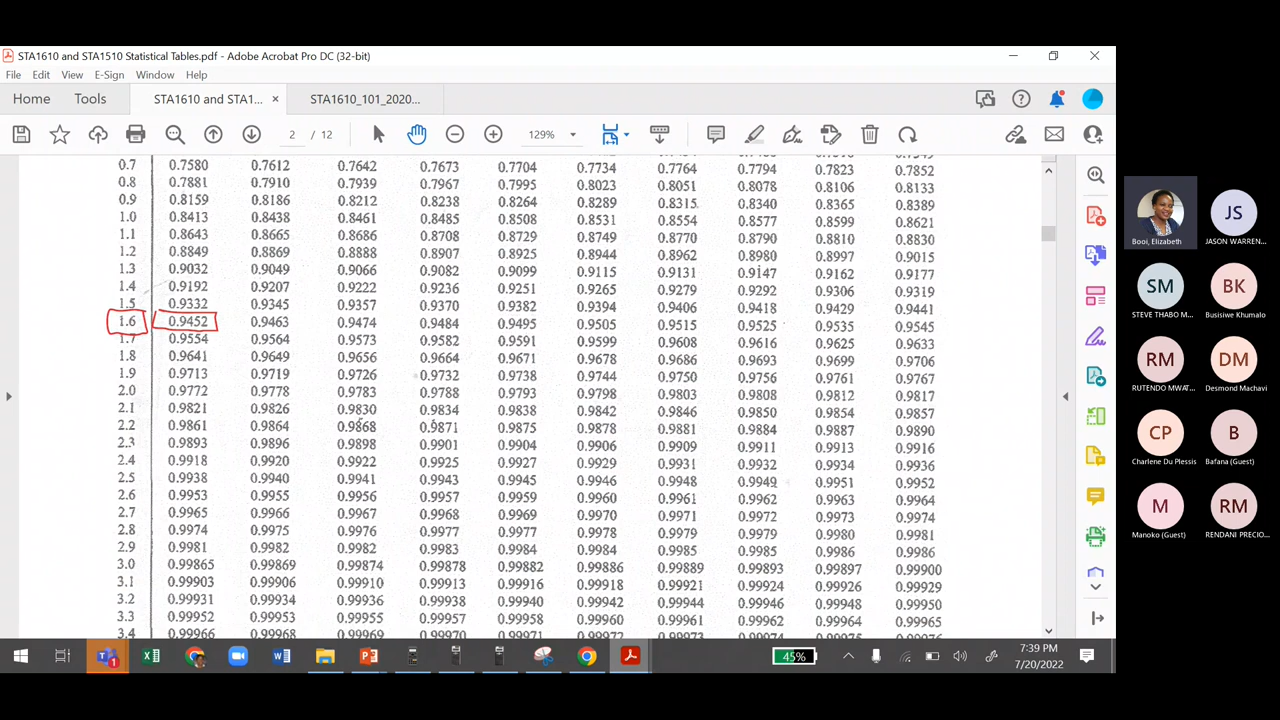 STA1610 and STA1510 Statistical Tables.pdf - Adobe Acrobat Pro DC (32-bit)
File Edit View E-Sign Window Help
Home Tools STA1610 and STA1... × STA1610_101_2020...
2 / 12 129%
0.7 0.7580 0.7612 0.7642 0.7673 0.7704 0.7734 0.7764 0.7794 0.7823 0.7852
0.8 0.7881 0.7910 0.7939 0.7967 0.7995 0.8023 0.8051 0.8078 0.8106 0.8133
0.9 0.8159 0.8186 0.8212 0.8238 0.8264 0.8289 0.8315 0.8340 0.8365 0.8389
1.0 0.8413 0.8438 0.8461 0.8485 0.8508 0.8531 0.8554 0.8577 0.8599 0.8621
1.1 0.8643 0.8665 0.8686 0.8708 0.8729 0.8749 0.8770 0.8790 0.8810 0.8830
1.2 0.8849 0.8869 0.8888 0.8907 0.8925 0.8944 0.8962 0.8980 0.8997 0.9015
1.3 0.9032 0.9049 0.9066 0.9082 0.9099 0.9115 0.9131 0.9147 0.9162 0.9177
1.4 0.9192 0.9207 0.9222 0.9236 0.9251 0.9265 0.9279 0.9292 0.9306 0.9319
1.5 0.9332 0.9345 0.9357 0.9370 0.9382 0.9394 0.9406 0.9418 0.9429 0.9441
1.6 0.9452 0.9463 0.9474 0.9484 0.9495 0.9505 0.9515 0.9525 0.9535 0.9545
1.7 0.9554 0.9564 0.9573 0.9582 0.9591 0.9599 0.9608 0.9616 0.9625 0.9633
1.8 0.9641 0.9649 0.9656 0.9664 0.9671 0.9678 0.9686 0.9693 0.9699 0.9706
1.9 0.9713 0.9719 0.9726 0.9732 0.9738 0.9744 0.9750 0.9756 0.9761 0.9767
2.0 0.9772 0.9778 0.9783 0.9788 0.9793 0.9798 0.9803 0.9808 0.9812 0.9817
2.1 0.9821 0.9826 0.9830 0.9834 0.9838 0.9842 0.9846 0.9850 0.9854 0.9857
2.2 0.9861 0.9864 0.9868 0.9871 0.9875 0.9878 0.9881 0.9884 0.9887 0.9890
2.3 0.9893 0.9896 0.9898 0.9901 0.9904 0.9906 0.9909 0.9911 0.9913 0.9916
2.4 0.9918 0.9920 0.9922 0.9925 0.9927 0.9929 0.9931 0.9932 0.9934 0.9936
2.5 0.9938 0.9940 0.9941 0.9943 0.9945 0.9946 0.9948 0.9949 0.9951 0.9952
2.6 0.9953 0.9955 0.9956 0.9957 0.9959 0.9960 0.9961 0.9962 0.9963 0.9964
2.7 0.9965 0.9966 0.9967 0.9968 0.9969 0.9970 0.9971 0.9972 0.9973 0.9974
2.8 0.9974 0.9975 0.9976 0.9977 0.9977 0.9978 0.9979 0.9979 0.9980 0.9981
2.9 0.9981 0.9982 0.9982 0.9983 0.9984 0.9984 0.9985 0.9985 0.9986 0.9986
3.0 0.99865 0.99869 0.99874 0.99878 0.99882 0.99886 0.99889 0.99893 0.99897 0.99900
3.1 0.99903 0.99906 0.99910 0.99913 0.99916 0.99918 0.99921 0.99924 0.99926 0.99929
3.2 0.99931 0.99934 0.99936 0.99938 0.99940 0.99942 0.99944 0.99946 0.99948 0.99950
3.3 0.99952 0.99953 0.99955 0.99957 0.99958 0.99960 0.99961 0.99962 0.99964 0.99965
3.4 0.99966 0.99968 0.99969 0.99970 0.99971
Booi, Elizabeth
JS
JASON WARREN...
SM
STEVE THABO M...
BK
Busisiwe Khumalo
RM
RUTENDO MWAT...
DM
Desmond Machavi
CP
Charlene Du Plessis
B
Bafana (Guest)
M
Manoko (Guest)
RM
RENDANI PRECIO...
45%
7:39 PM
7/20/2022